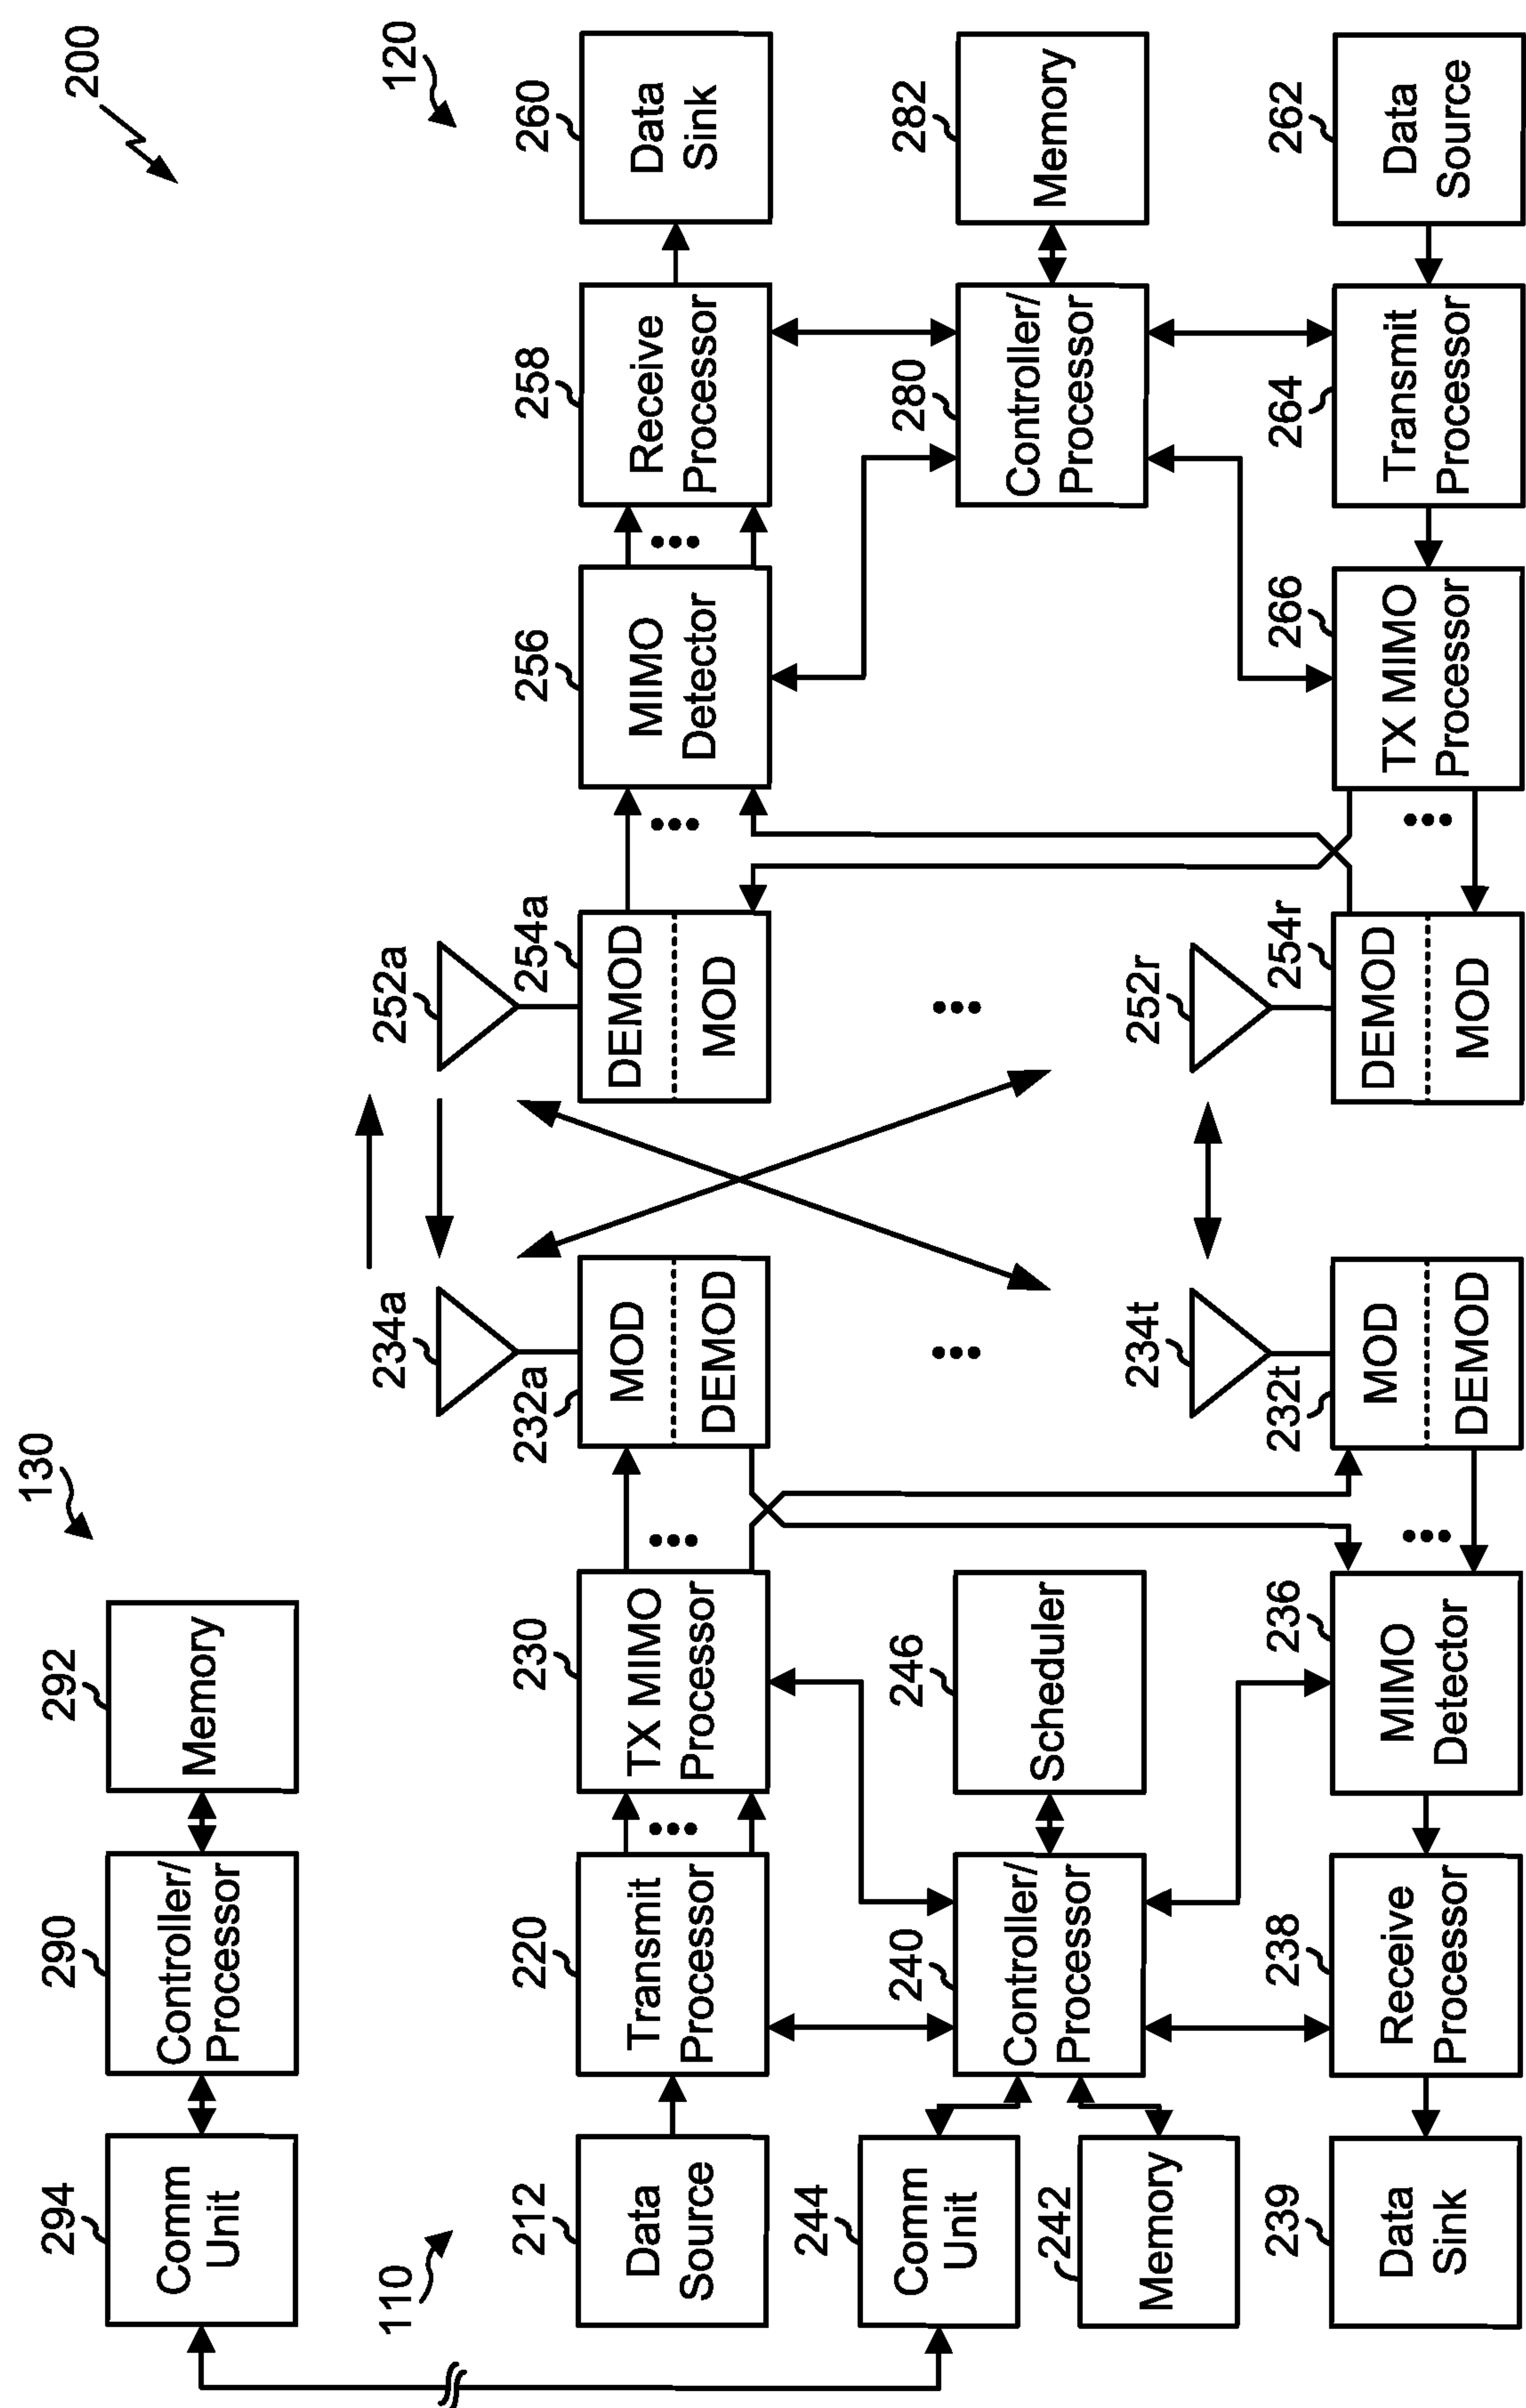 200
130
292
Memory
290
Controller/
Processor
294
Comm
Unit
110
120
212
Data
Source
220
Transmit
Processor
230
TX MIMO
Processor
232a
MOD
DEMOD
234a
252a
254a
DEMOD
MOD
256
MIMO
Detector
258
Receive
Processor
260
Data
Sink
244
Comm
Unit
242
Memory
240
Controller/
Processor
246
Scheduler
280
Controller/
Processor
282
Memory
239
Data
Sink
238
Receive
Processor
236
MIMO
Detector
232t
MOD
DEMOD
234t
252r
254r
DEMOD
MOD
266
TX MIMO
Processor
264
Transmit
Processor
262
Data
Source